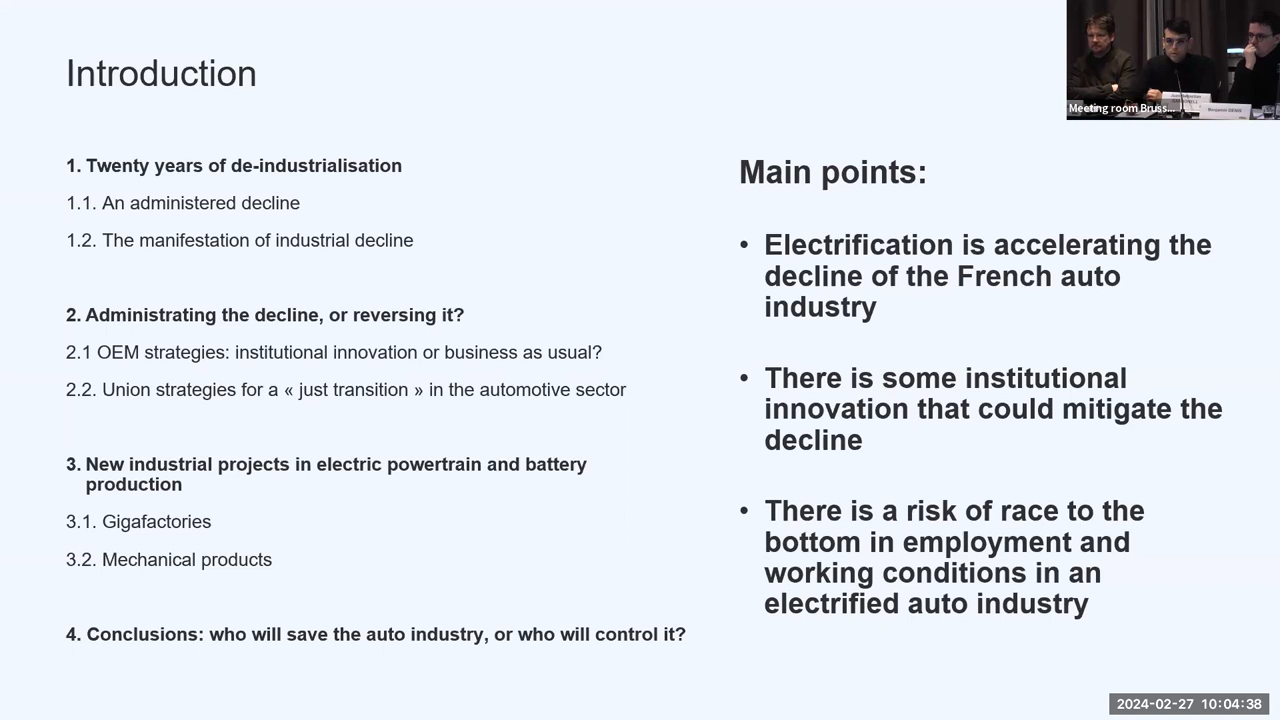 Introduction
1. Twenty years of de-industrialisation
1.1. An administered decline
1.2. The manifestation of industrial decline
2. Administrating the decline, or reversing it?
2.1 OEM strategies: institutional innovation or business as usual?
2.2. Union strategies for a « just transition » in the automotive sector
3. New industrial projects in electric powertrain and battery
production
3.1. Gigafactories
3.2. Mechanical products
4. Conclusions: who will save the auto industry, or who will control it?
Main points:
• Electrification is accelerating the
decline of the French auto
industry
• There is some institutional
innovation that could mitigate the
decline
• There is a risk of race to the
bottom in employment and
working conditions in an
electrified auto industry
Meeting room Bruss...
Benjamin DENIS
2024-02-27 10:04:38